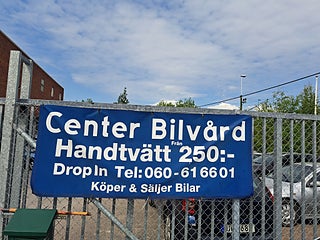 Center Bilvård
Från
Handtvätt 250:-
Drop In Tel: 060-616601
Köper & Säljer Bilar